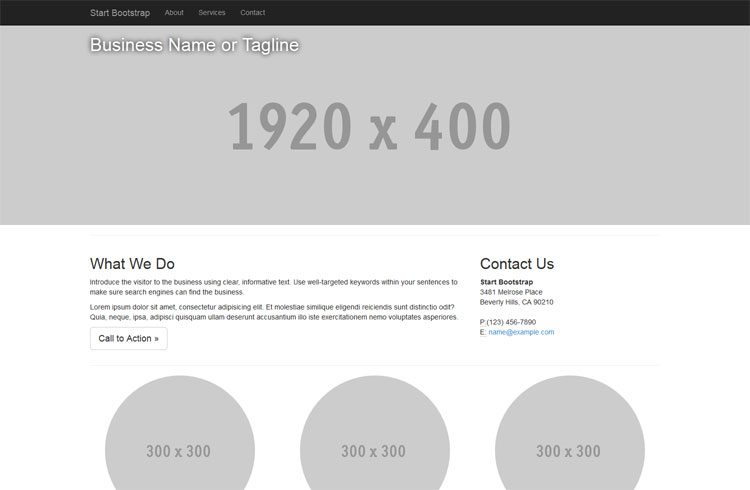 Start Bootstrap About Services Contact
Business Name or Tagline
1920 x 400
What We Do
Introduce the visitor to the business using clear, informative text. Use well-targeted keywords within your sentences to
make sure search engines can find the business.
Lorem ipsum dolor sit amet, consectetur adipisicing elit. Et molestiae similique eligendi reiciendis sunt distinctio odit?
Quia, neque, ipsa, adipisci quisquam ullam deserunt accusantium illo iste exercitationem nemo voluptates asperiores.
Call to Action »
Contact Us
Start Bootstrap
3481 Melrose Place
Beverly Hills, CA 90210
P:(123) 456-7890
E: name@example.com
300 x 300 300 x 300 300 x 300